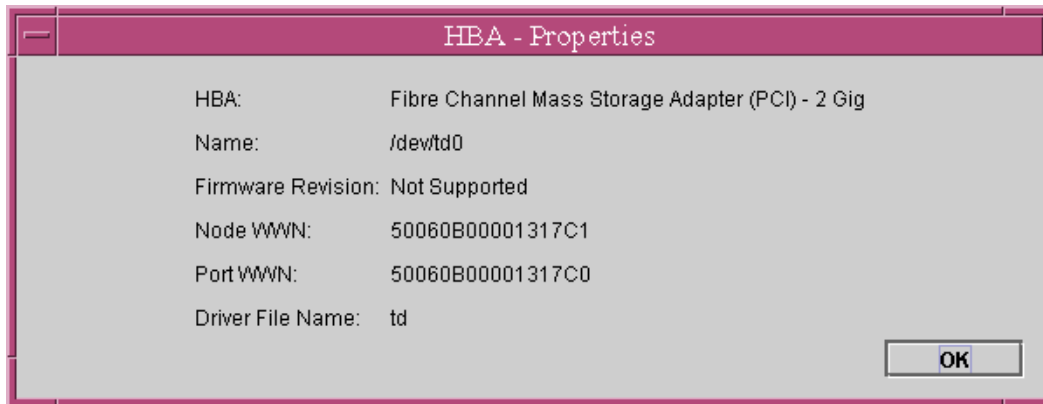 HBA - Properties
HBA: Fibre Channel Mass Storage Adapter (PCI) - 2 Gig
Name: /dev/td0
Firmware Revision: Not Supported
Node WWN: 50060B00001317C1
Port WWN: 50060B00001317C0
Driver File Name: td
OK